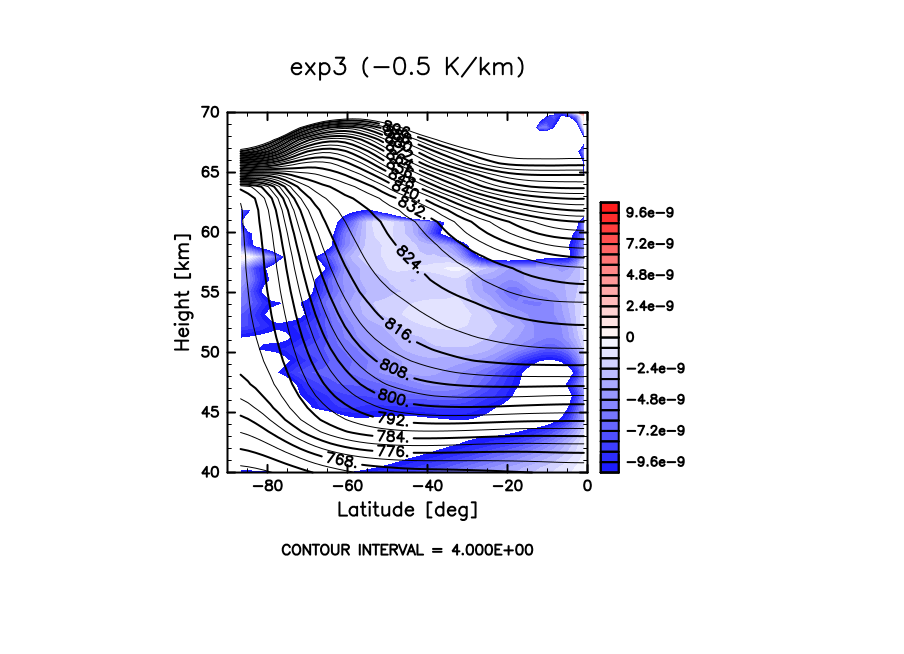 exp3 (−0.5 K/km)
70
65
60
55
50
45
40
Height [km]
832.
824.
816.
808.
800.
792.
784.
776.
768.
840.
−80
−60
−40
−20
0
Latitude [deg]
9.6e−9
7.2e−9
4.8e−9
2.4e−9
0
−2.4e−9
−4.8e−9
−7.2e−9
−9.6e−9
CONTOUR INTERVAL = 4.000E+00